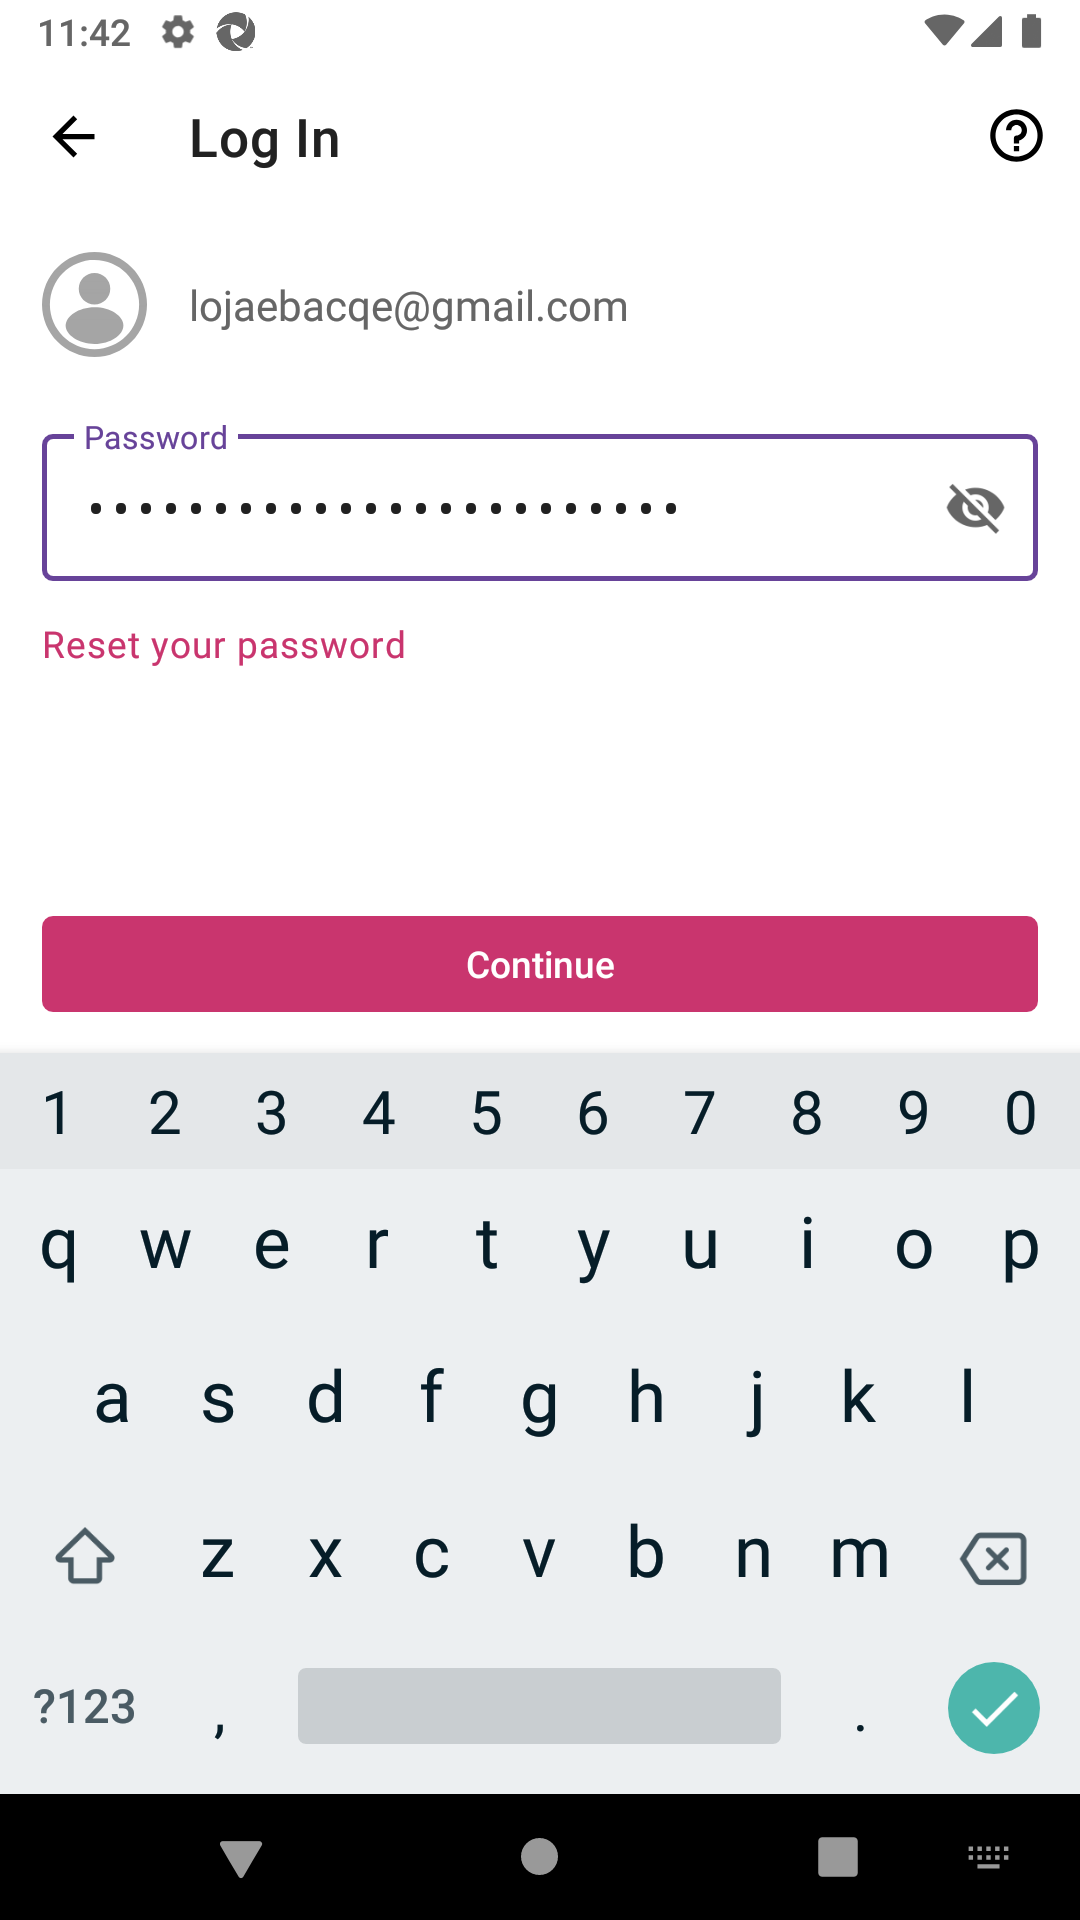 11:42
Log In
lojaebacqe@gmail.com
Password
••••••••••••••••••••••••
Reset your password
Continue
1 2 3 4 5 6 7 8 9 0
q w e r t y u i o p
a s d f g h j k l
z x c v b n m
?123 , .